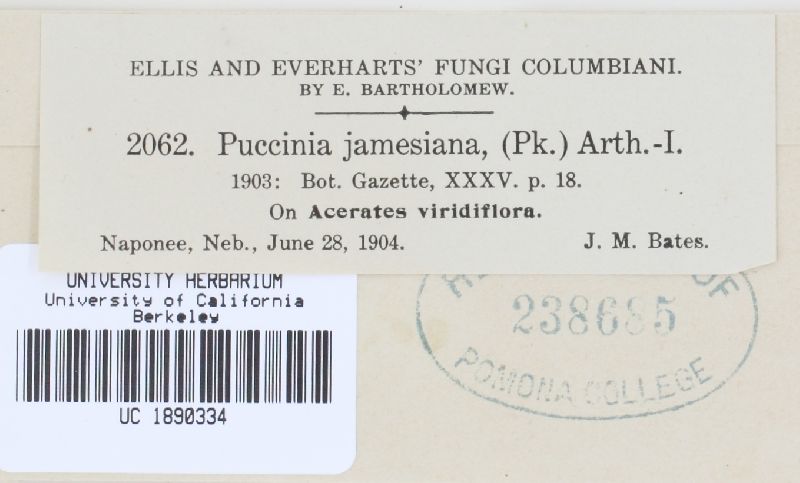 ELLIS AND EVERHARTS' FUNGI COLUMBIANI.
BY E. BARTHOLOMEW.
2062. Puccinia jamesiana, (Pk.) Arth.-I.
1903: Bot. Gazette, XXXV. p. 18.
On Acerates viridiflora.
Naponee, Neb., June 28, 1904. J. M. Bates.
UNIVERSITY HERBARIUM
University of California
Berkeley
UC 1890334
OF
238685
POMONA COLLEGE